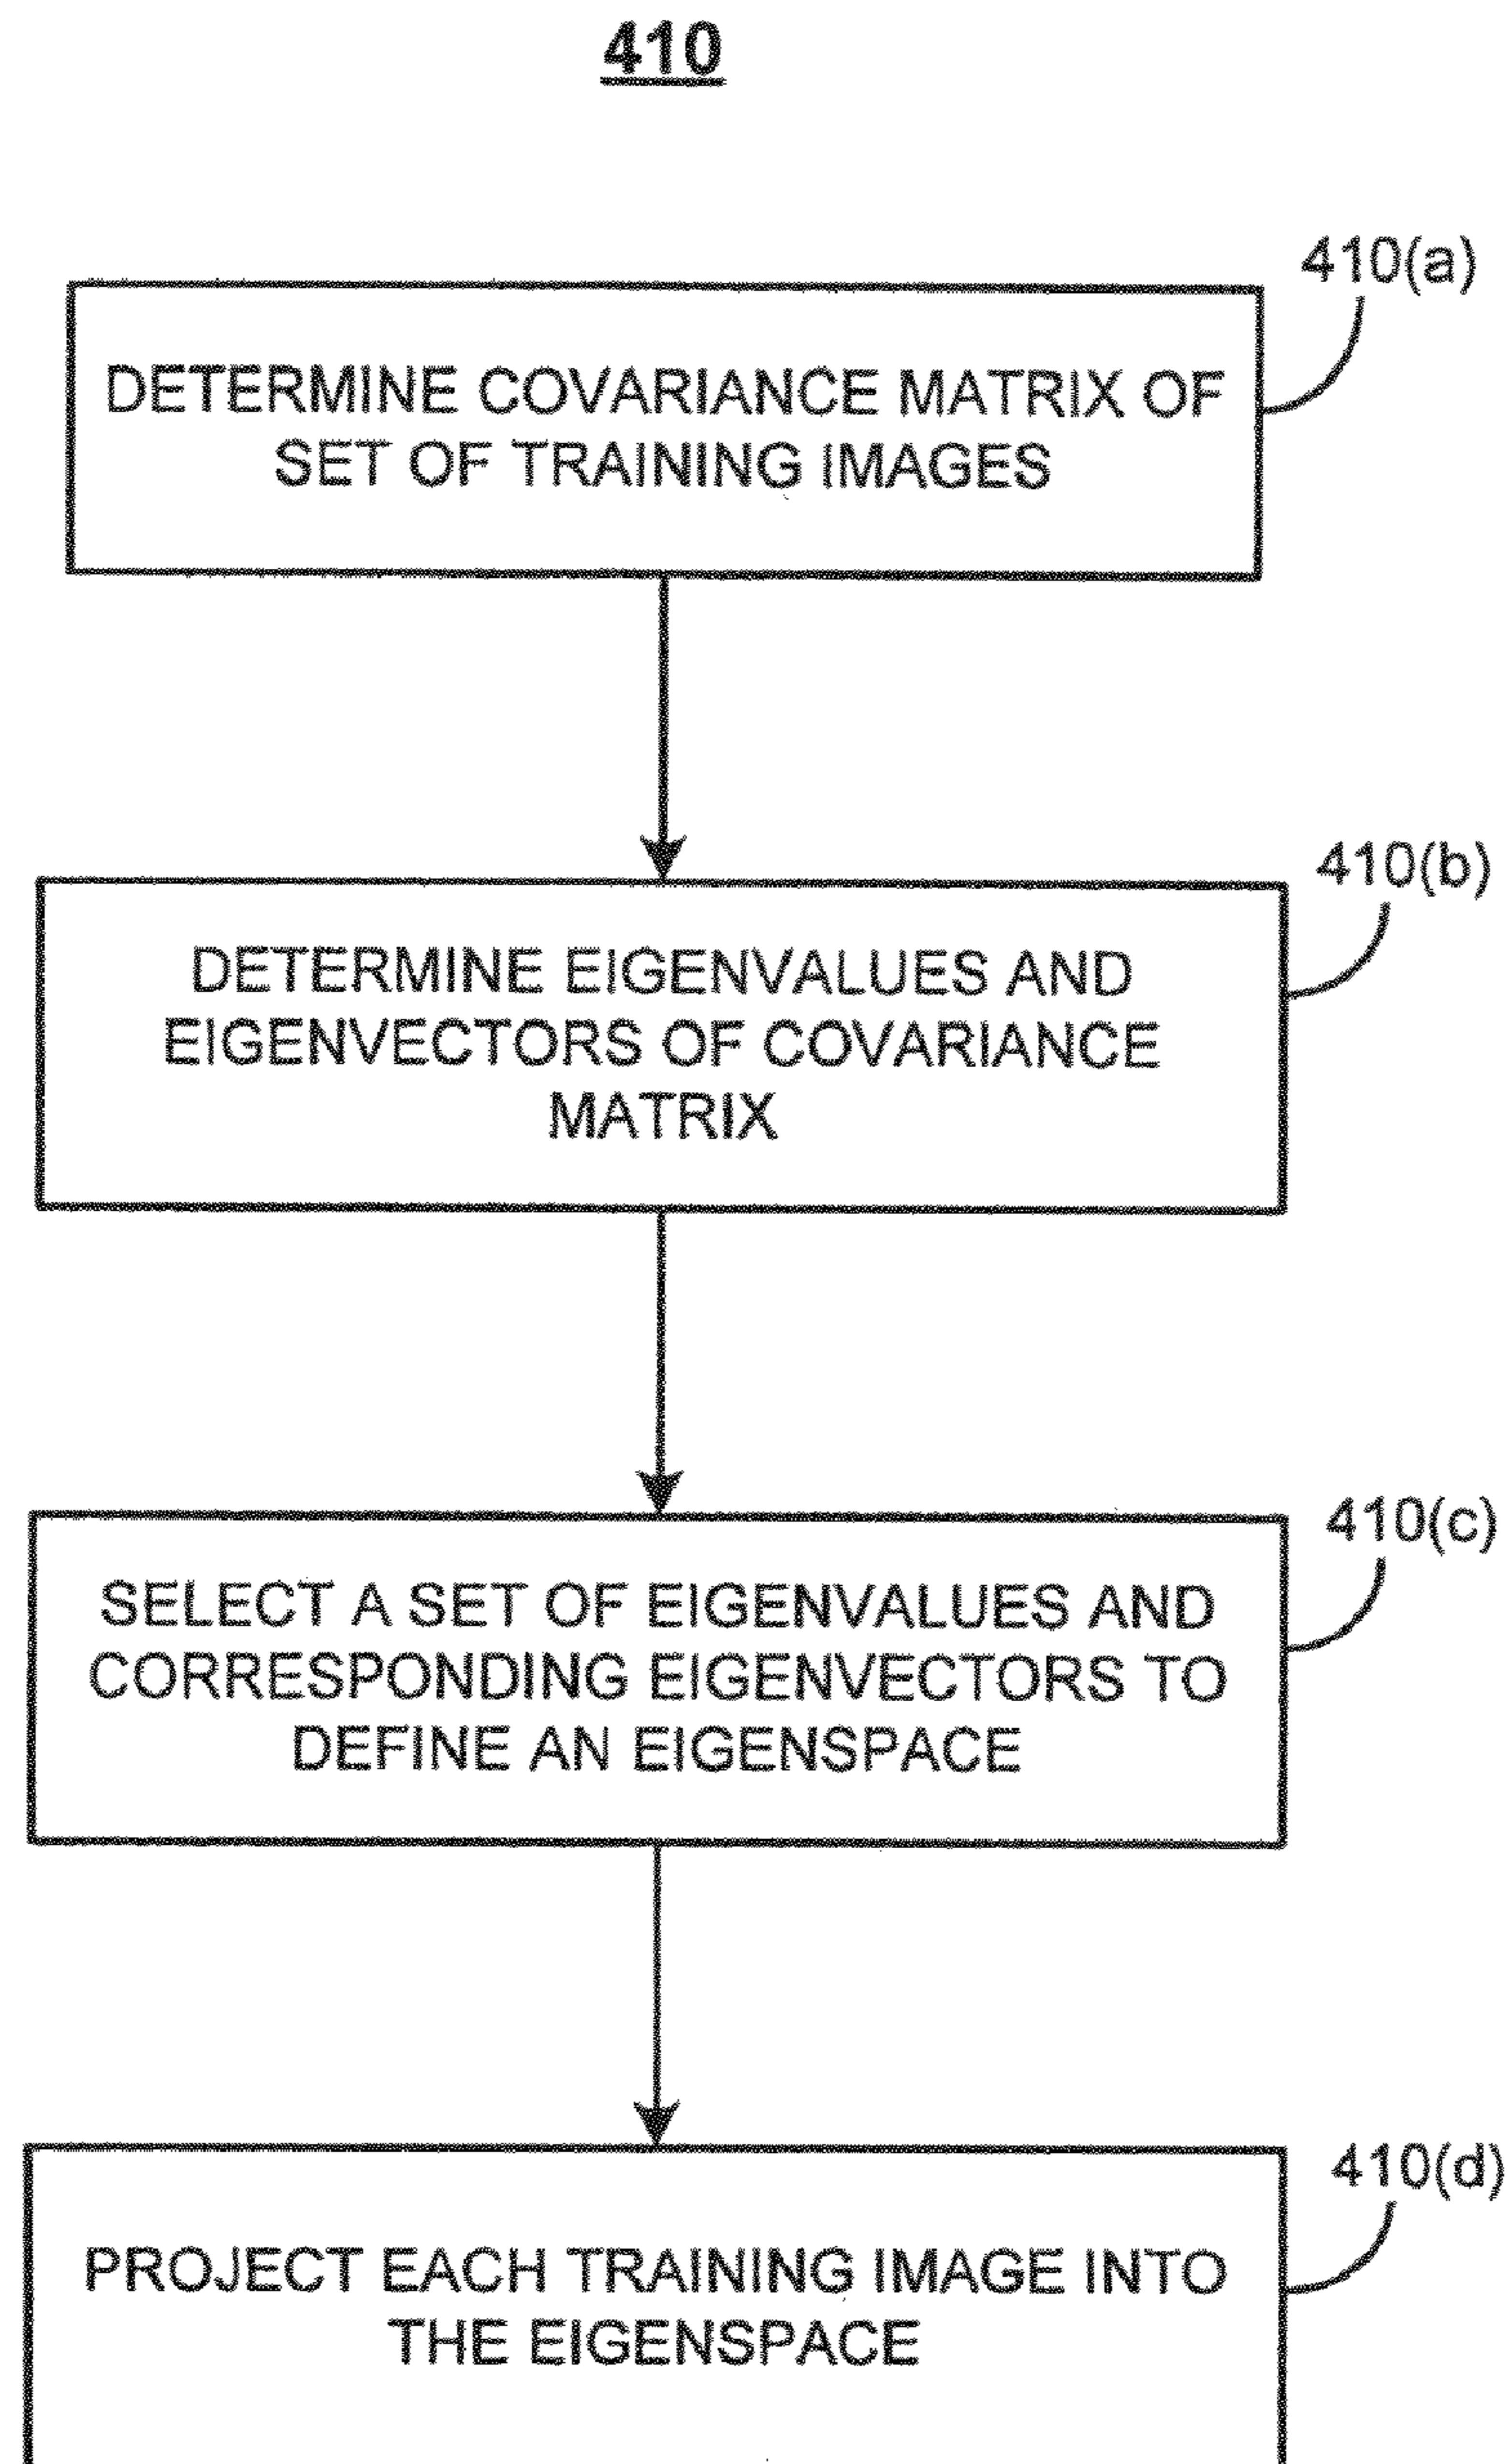 410
410(a)
DETERMINE COVARIANCE MATRIX OF
SET OF TRAINING IMAGES
410(b)
DETERMINE EIGENVALUES AND
EIGENVECTORS OF COVARIANCE
MATRIX
410(c)
SELECT A SET OF EIGENVALUES AND
CORRESPONDING EIGENVECTORS TO
DEFINE AN EIGENSPACE
410(d)
PROJECT EACH TRAINING IMAGE INTO
THE EIGENSPACE